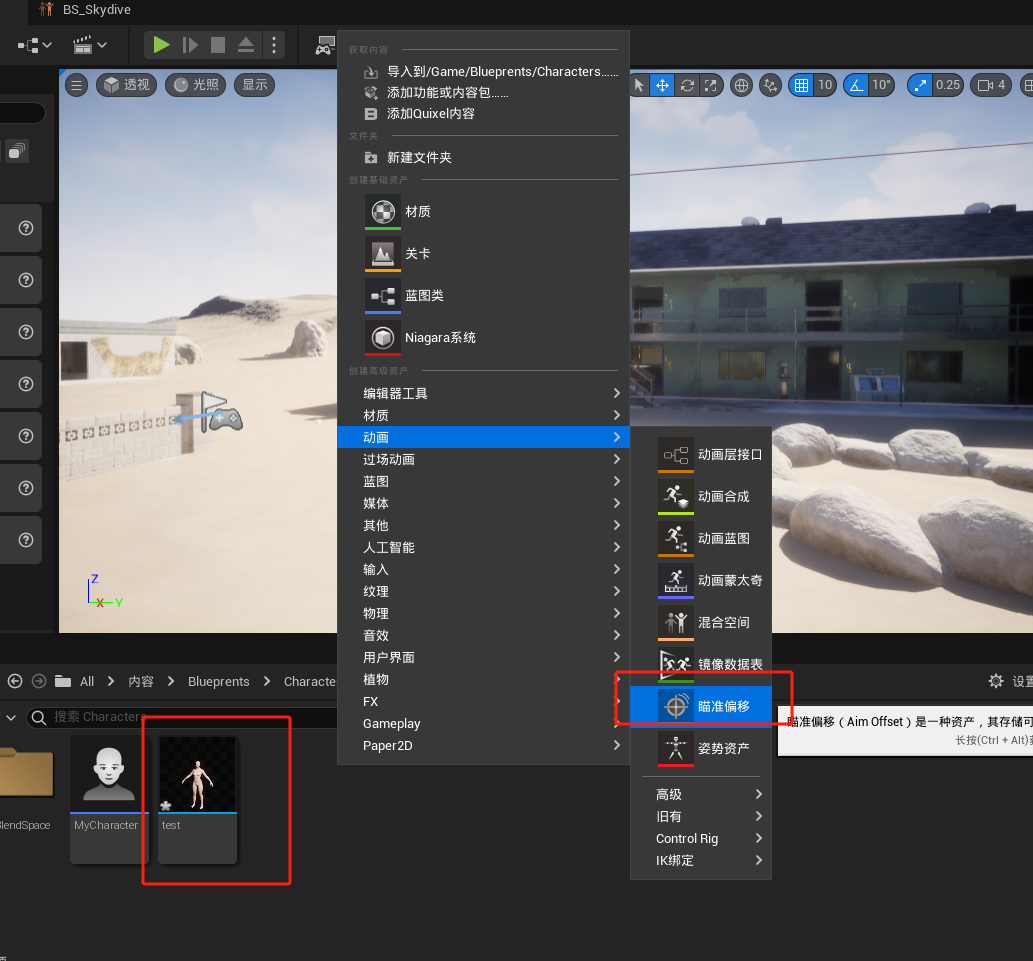 BS_Skydive
透视
光照
显示
10
10°
0.25
4
获取内容
导入到/Game/Blueprents/Characters......
添加功能或内容包......
添加Quixel内容
文件夹
新建文件夹
创建基础资产
材质
关卡
蓝图类
Niagara系统
创建高级资产
编辑器工具
材质
动画
过场动画
蓝图
媒体
其他
人工智能
输入
纹理
物理
音效
用户界面
植物
FX
Gameplay
Paper2D
动画层接口
动画合成
动画蓝图
动画蒙太奇
混合空间
镜像数据表
瞄准偏移
姿势资产
高级
旧有
Control Rig
IK绑定
瞄准偏移（Aim Offset）是一种资产，其存储可
长按(Ctrl + Alt)
Z
X
Y
All
内容
Blueprents
Characte
设置
搜索 Characters
lendSpace
MyCharacter
test